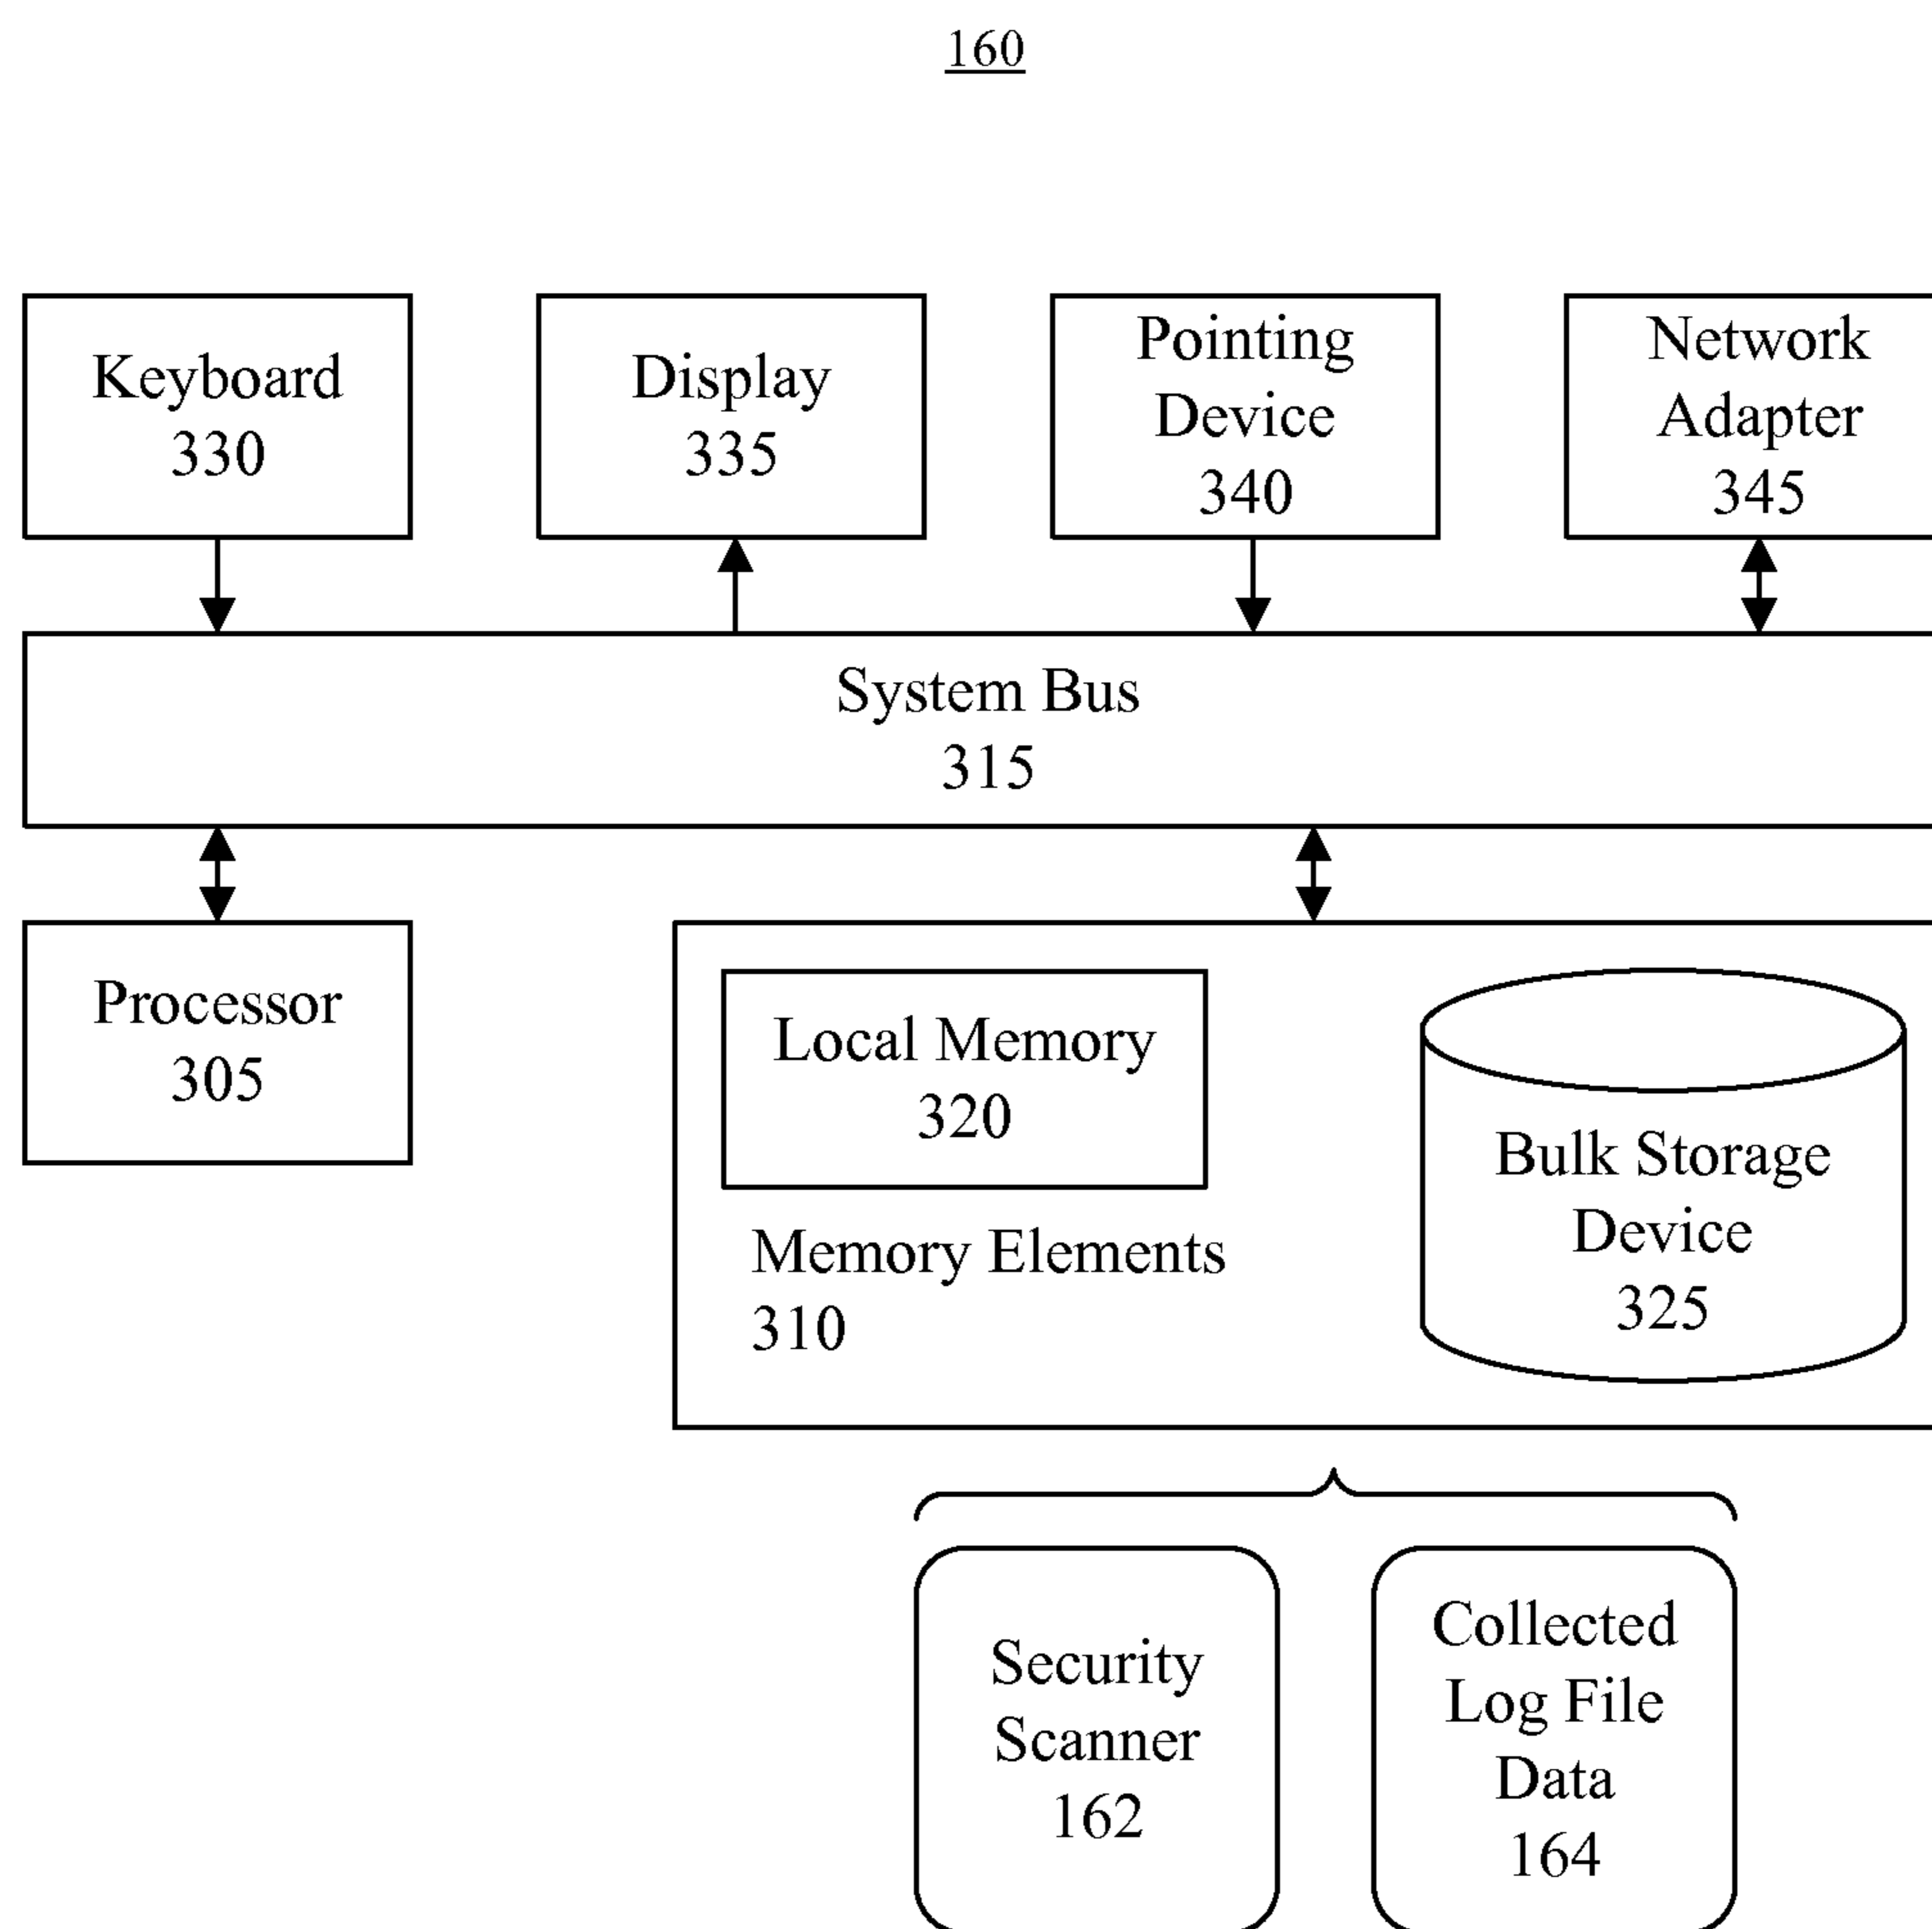 160
Keyboard
330
Display
335
Pointing
Device
340
Network
Adapter
345
System Bus
315
Processor
305
Local Memory
320
Memory Elements
310
Bulk Storage
Device
325
Security
Scanner
162
Collected
Log File
Data
164